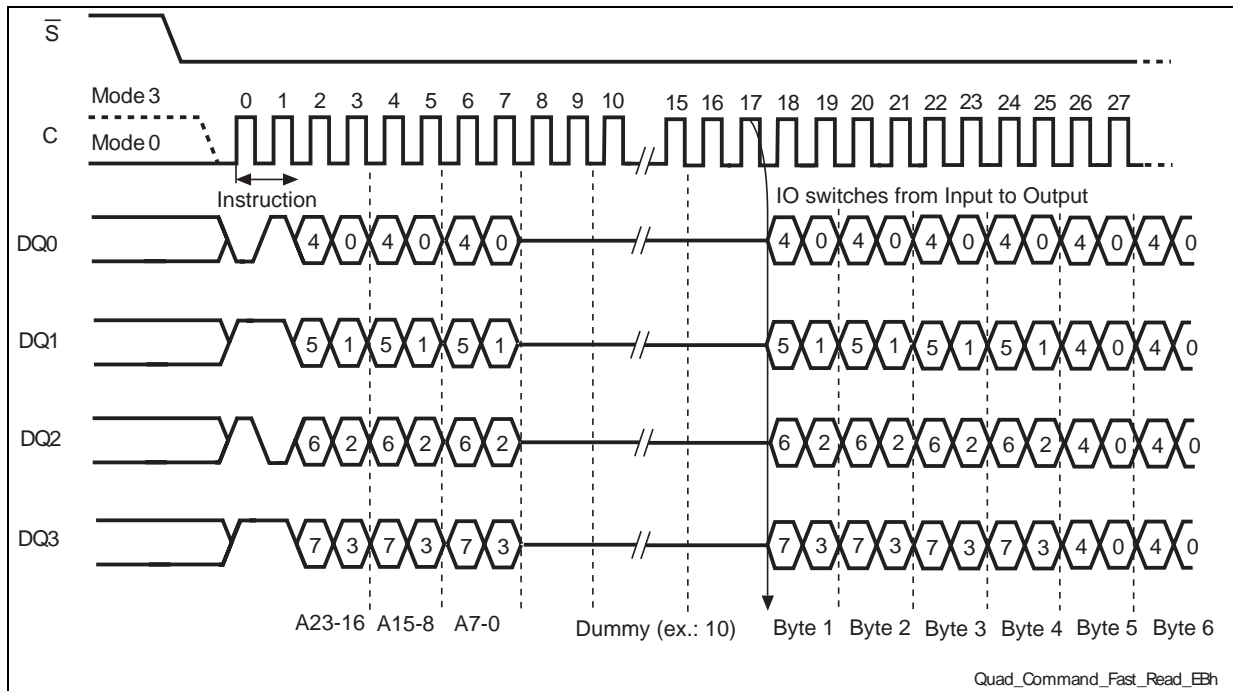 S
Mode 3
C
Mode 0
0 1 2 3 4 5 6 7 8 9 10 15 16 17 18 19 20 21 22 23 24 25 26 27
Instruction
IO switches from Input to Output
DQ0
4 0 4 0 4 0 4 0 4 0 4 0 4 0 4 0 4 0
DQ1
5 1 5 1 5 1 5 1 5 1 5 1 5 1 4 0 4 0
DQ2
6 2 6 2 6 2 6 2 6 2 6 2 6 2 4 0 4 0
DQ3
7 3 7 3 7 3 7 3 7 3 7 3 7 3 4 0 4 0
A23-16 A15-8 A7-0 Dummy (ex.: 10) Byte 1 Byte 2 Byte 3 Byte 4 Byte 5 Byte 6
Quad_Command_Fast_Read_EBh